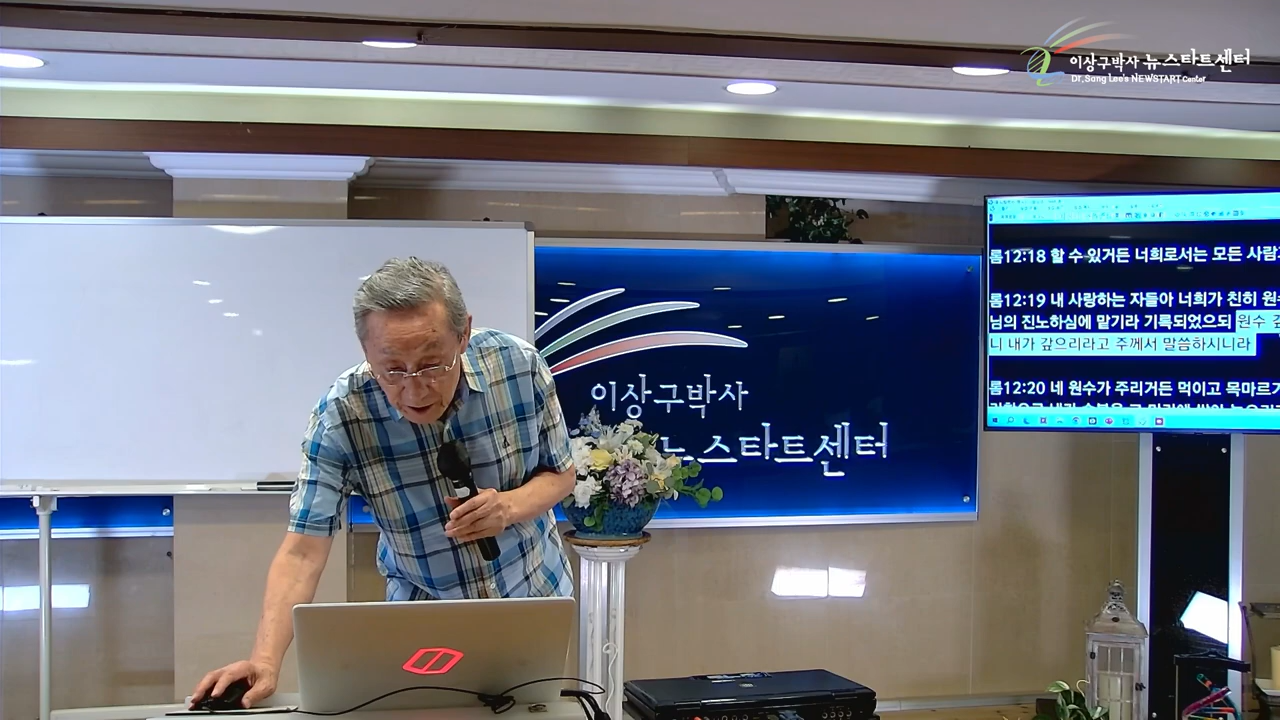 이상구박사 뉴스타트센터
Dr. Sang Lee's NEWSTART Center
롬12:18 할 수 있거든 너희로서는 모든 사람
롬12:19 내 사랑하는 자들아 너희가 친히 원
님의 진노하심에 맡기라 기록되었으되 원수
니 내가 갚으리라고 주께서 말씀하시니라
롬12:20 네 원수가 주리거든 먹이고 목마르
이상구박사
뉴스타트센터